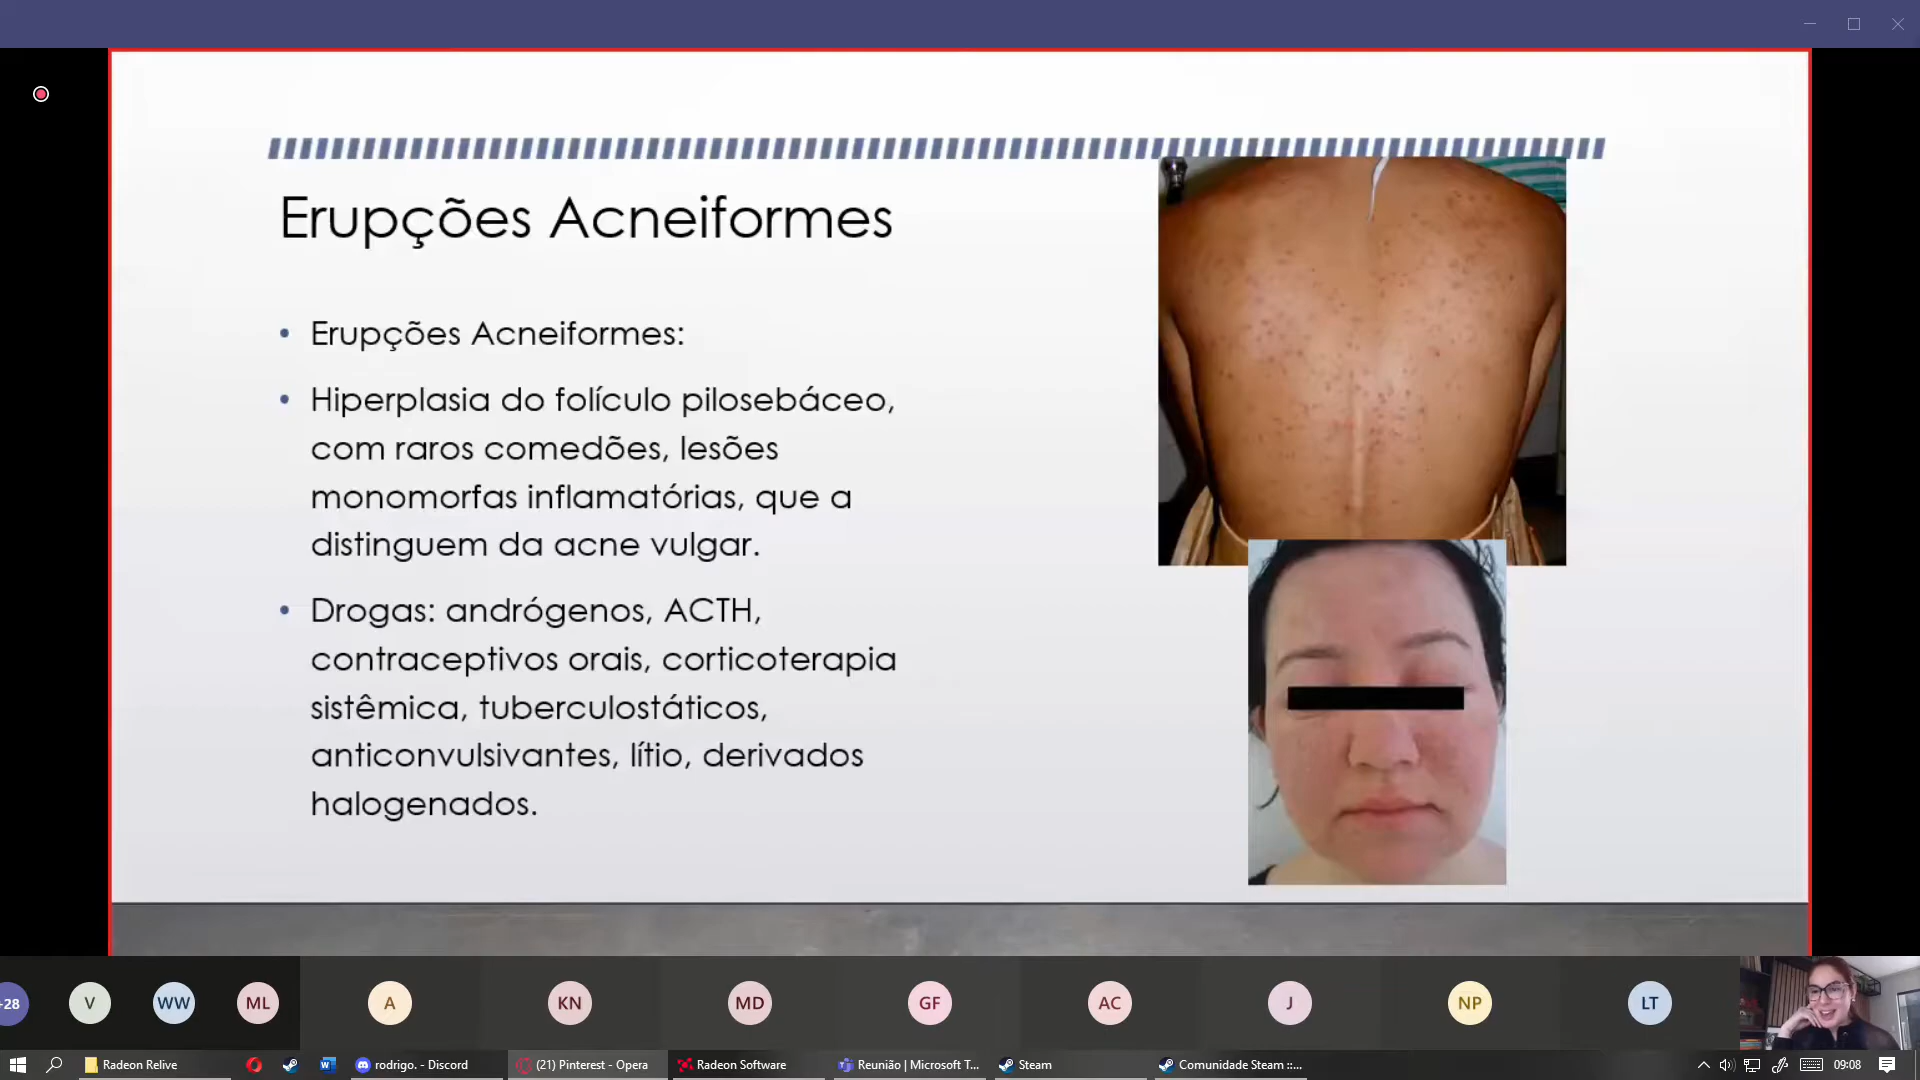 Erupções Acneiformes
• Erupções Acneiformes:
• Hiperplasia do folículo pilosebáceo,
com raros comedões, lesões
monomorfas inflamatórias, que a
distinguem da acne vulgar.
• Drogas: andrógenos, ACTH,
contraceptivos orais, corticoterapia
sistêmica, tuberculostáticos,
anticonvulsivantes, lítio, derivados
halogenados.
+28 V WW ML A KN MD GF AC J NP LT
Radeon Relive rodrigo. - Discord (21) Pinterest - Opera Radeon Software Reunião | Microsoft T... Steam Comunidade Steam ::... 09:08